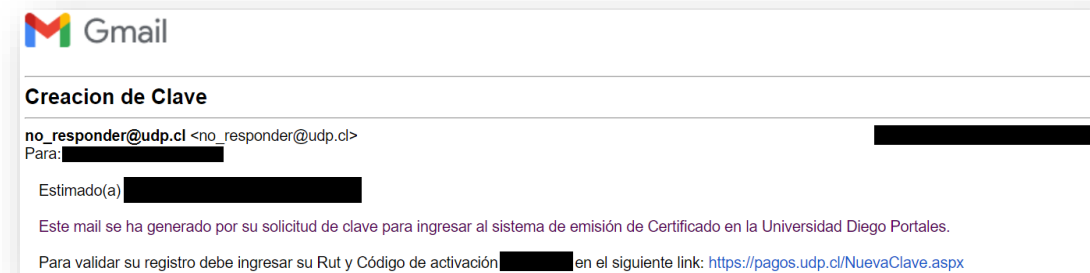 Gmail
Creacion de Clave
no_responder@udp.cl <no_responder@udp.cl>
Para:
Estimado(a)
Este mail se ha generado por su solicitud de clave para ingresar al sistema de emisión de Certificado en la Universidad Diego Portales.
Para validar su registro debe ingresar su Rut y Código de activación en el siguiente link: https://pagos.udp.cl/NuevaClave.aspx